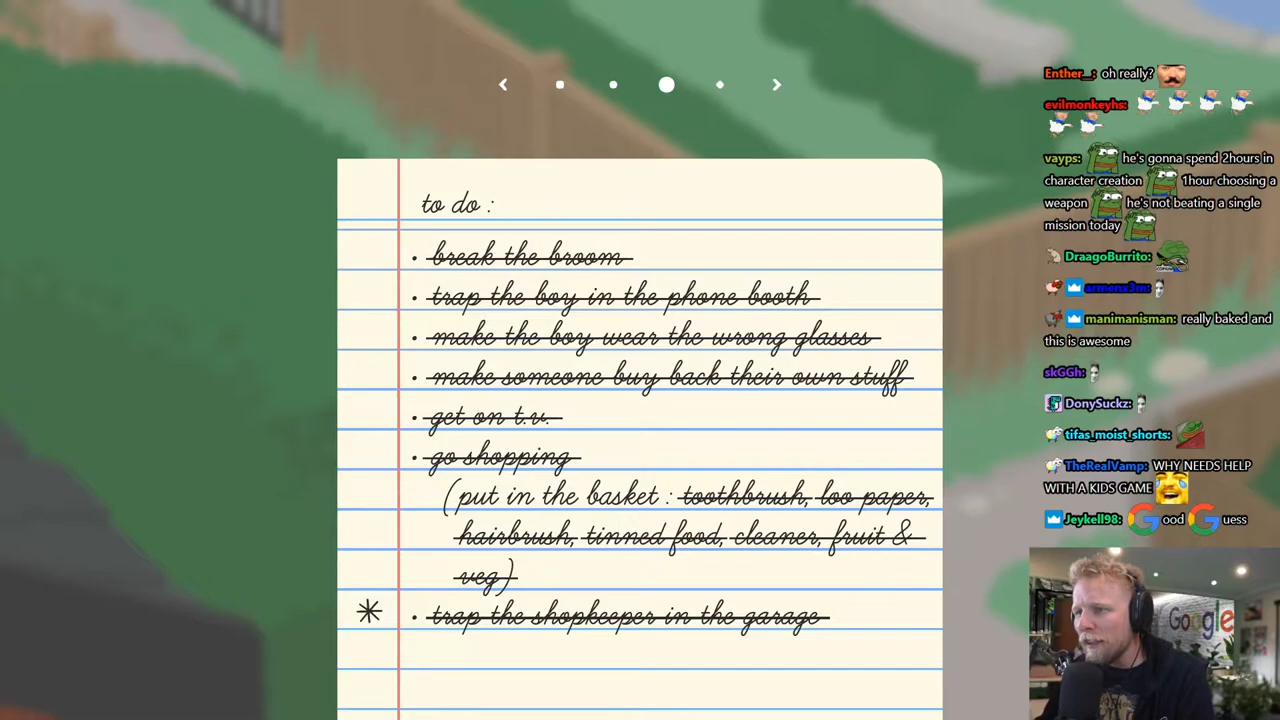 to do :
• break the broom
• trap the boy in the phone booth
• make the boy wear the wrong glasses
• make someone buy back their own stuff
• get on t.v.
• go shopping
(put in the basket : toothbrush, loo paper,
hairbrush, tinned food, cleaner, fruit &
veg)
• trap the shopkeeper in the garage
Enther_: oh really?
evilmonkeyhs:
vayps: he's gonna spend 2hours in
character creation 1hour choosing a
weapon he's not beating a single
mission today
DraagoBurrito:
armenx3m:
manimanisman: really baked and
this is awesome
skGGh:
DonySuckz:
tifas_moist_shorts:
TheRealVamp: WHY NEEDS HELP
WITH A KIDS GAME
Jeykell98: G ood G uess
Google